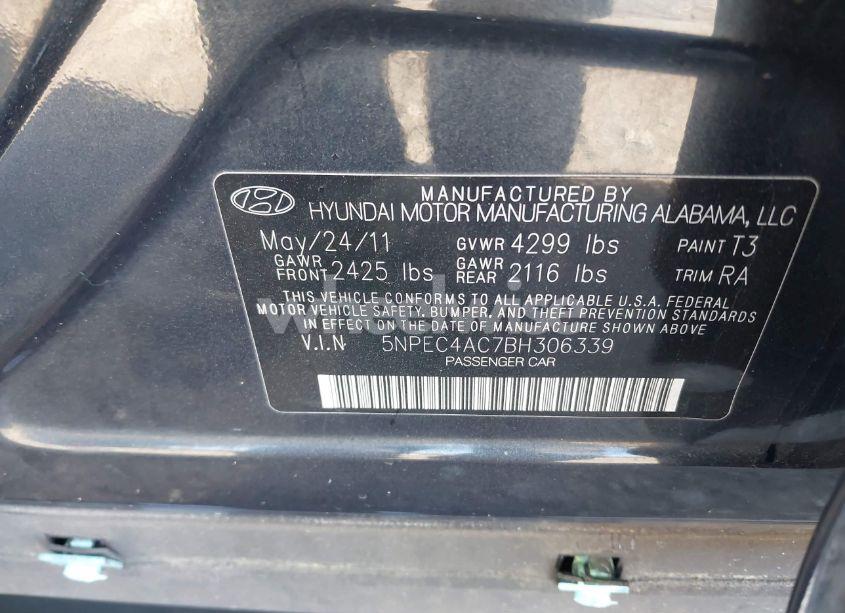 MANUFACTURED BY
HYUNDAI MOTOR MANUFACTURING ALABAMA, LLC
May/24/11 GVWR 4299 lbs PAINT T3
GAWR FRONT 2425 lbs GAWR REAR 2116 lbs TRIM RA
THIS VEHICLE CONFORMS TO ALL APPLICABLE U.S.A. FEDERAL
MOTOR VEHICLE SAFETY, BUMPER, AND THEFT PREVENTION STANDARDS
IN EFFECT ON THE DATE OF MANUFACTURE SHOWN ABOVE
V.I.N 5NPEC4AC7BH306339
PASSENGER CAR